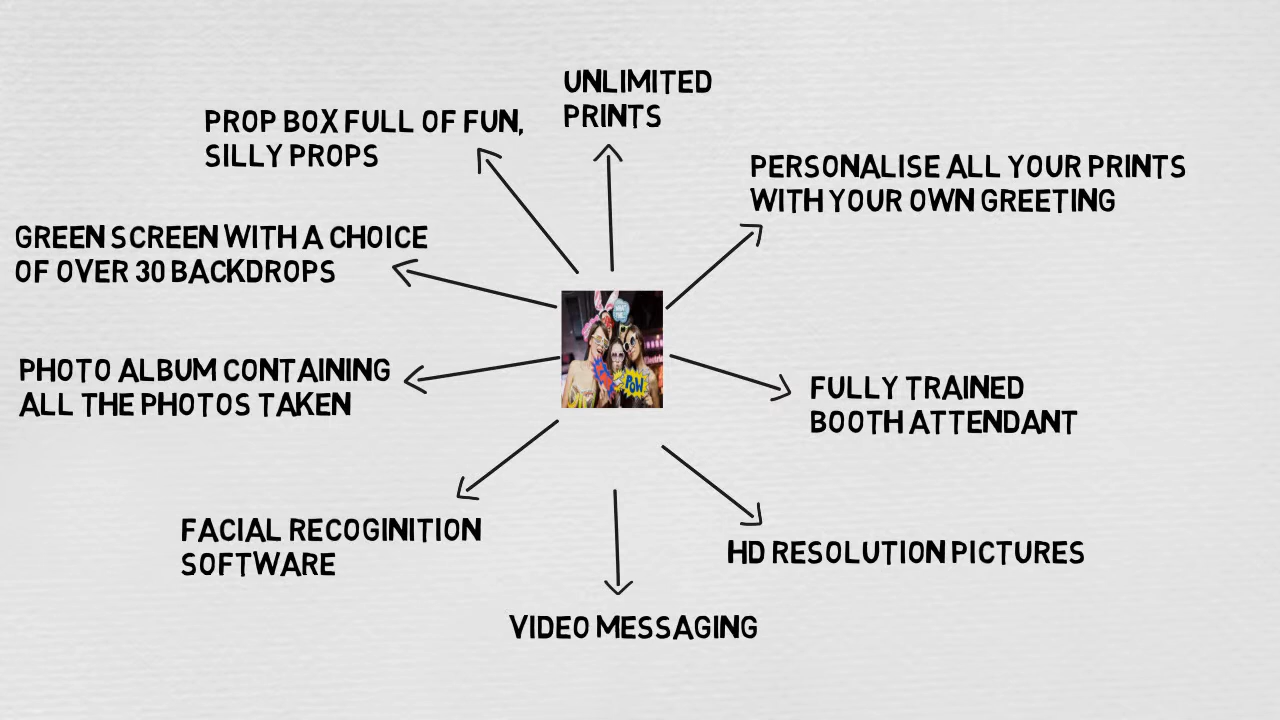 UNLIMITED
PRINTS
PROP BOX FULL OF FUN,
SILLY PROPS
PERSONALISE ALL YOUR PRINTS
WITH YOUR OWN GREETING
GREEN SCREEN WITH A CHOICE
OF OVER 30 BACKDROPS
PHOTO ALBUM CONTAINING
ALL THE PHOTOS TAKEN
POW
FULLY TRAINED
BOOTH ATTENDANT
FACIAL RECOGINITION
SOFTWARE
HD RESOLUTION PICTURES
VIDEO MESSAGING